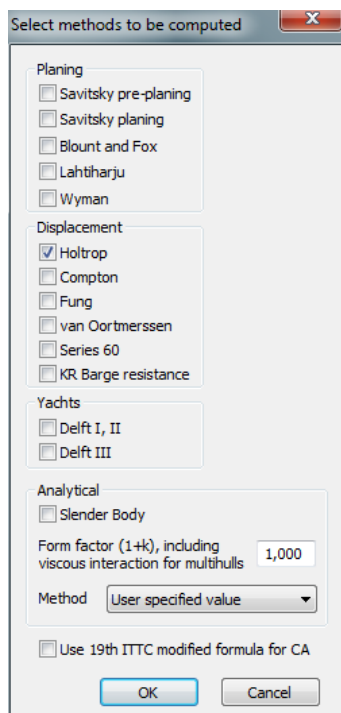 Select methods to be computed
Planing
Savitsky pre-planing
Savitsky planing
Blount and Fox
Lahtiharju
Wyman
Displacement
Holtrop
Compton
Fung
van Oortmerssen
Series 60
KR Barge resistance
Yachts
Delft I, II
Delft III
Analytical
Slender Body
Form factor (1+k), including
viscous interaction for multihulls
1,000
Method
User specified value
Use 19th ITTC modified formula for CA
OK
Cancel